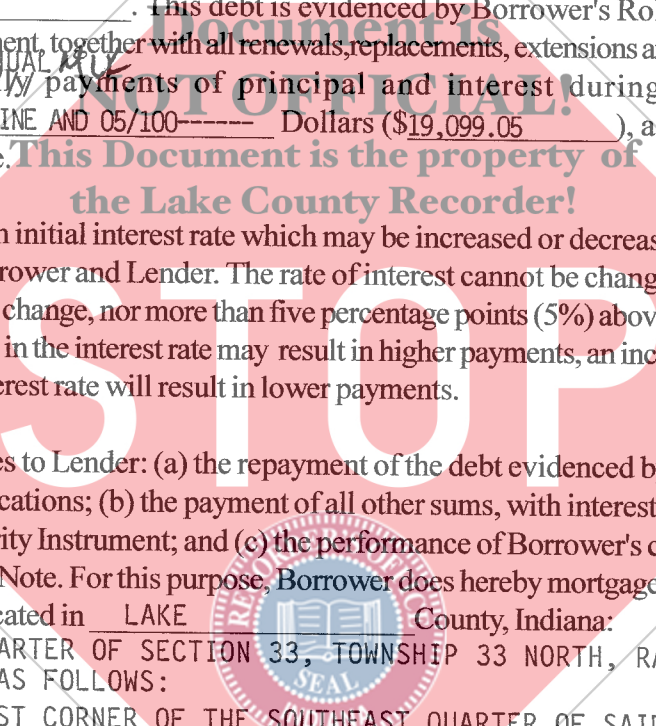 . This debt is evidenced by Borrower's Ro
Document is
ent, together with all renewals, replacements, extensions a
UAL
payments of principal and interest during
NOT OFFICIAL!
INE AND 05/100------ Dollars ($19,099.05 ), a
e.
This Document is the property of
the Lake County Recorder!
n initial interest rate which may be increased or decreas
rower and Lender. The rate of interest cannot be chang
change, nor more than five percentage points (5%) abov
in the interest rate may result in higher payments, an inc
erest rate will result in lower payments.
STOP
es to Lender: (a) the repayment of the debt evidenced b
cations; (b) the payment of all other sums, with interest
ity Instrument; and (c) the performance of Borrower's c
Note. For this purpose, Borrower does hereby mortgage
cated in LAKE County, Indiana:
ARTER OF SECTION 33, TOWNSHIP 33 NORTH, RA
AS FOLLOWS:
SEAL
ST CORNER OF THE SOUTHEAST QUARTER OF SAID